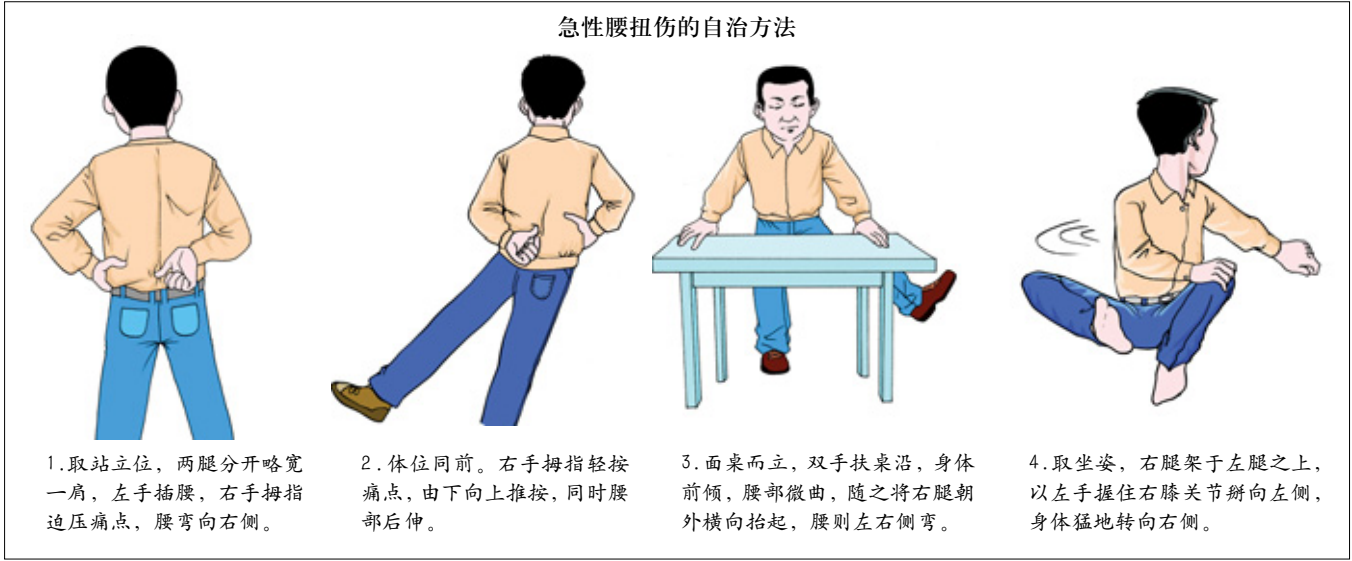 急性腰扭伤的自治方法
1.取站立位，两腿分开略宽
一肩，左手插腰，右手拇指
迫压痛点，腰弯向右侧。
2.体位同前。右手拇指轻按
痛点，由下向上推按，同时腰
部后伸。
3.面桌而立，双手扶桌沿，身体
前倾，腰部微曲，随之将右腿朝
外横向抬起，腰则左右侧弯。
4.取坐姿，右腿架于左腿之上，
以左手握住右膝关节掰向左侧，
身体猛地转向右侧。